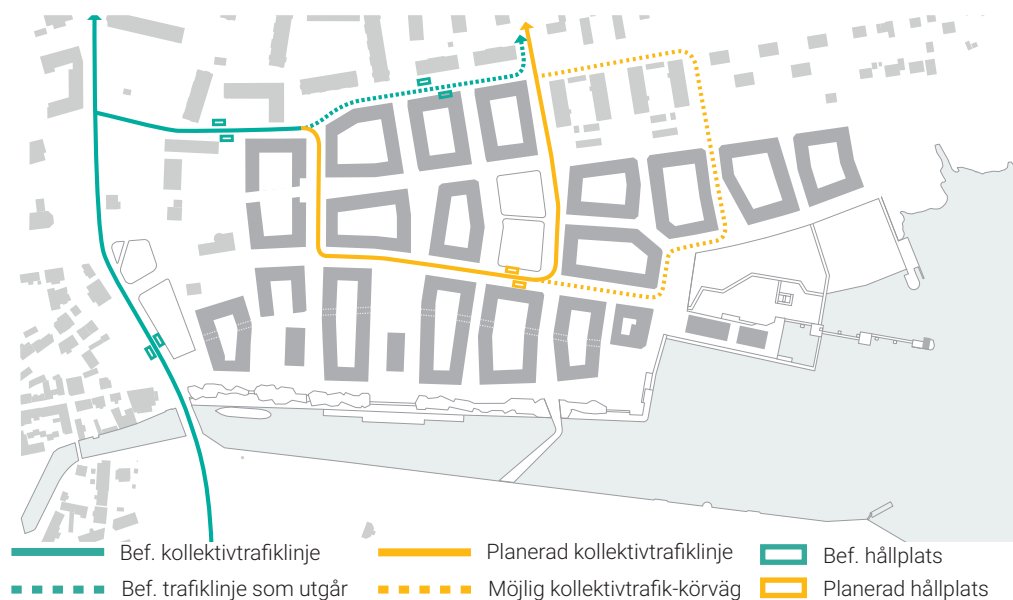 Bef. kollektivtrafiklinje
Planerad kollektivtrafiklinje
Bef. hållplats
Bef. trafiklinje som utgår
Möjlig kollektivtrafik-körväg
Planerad hållplats